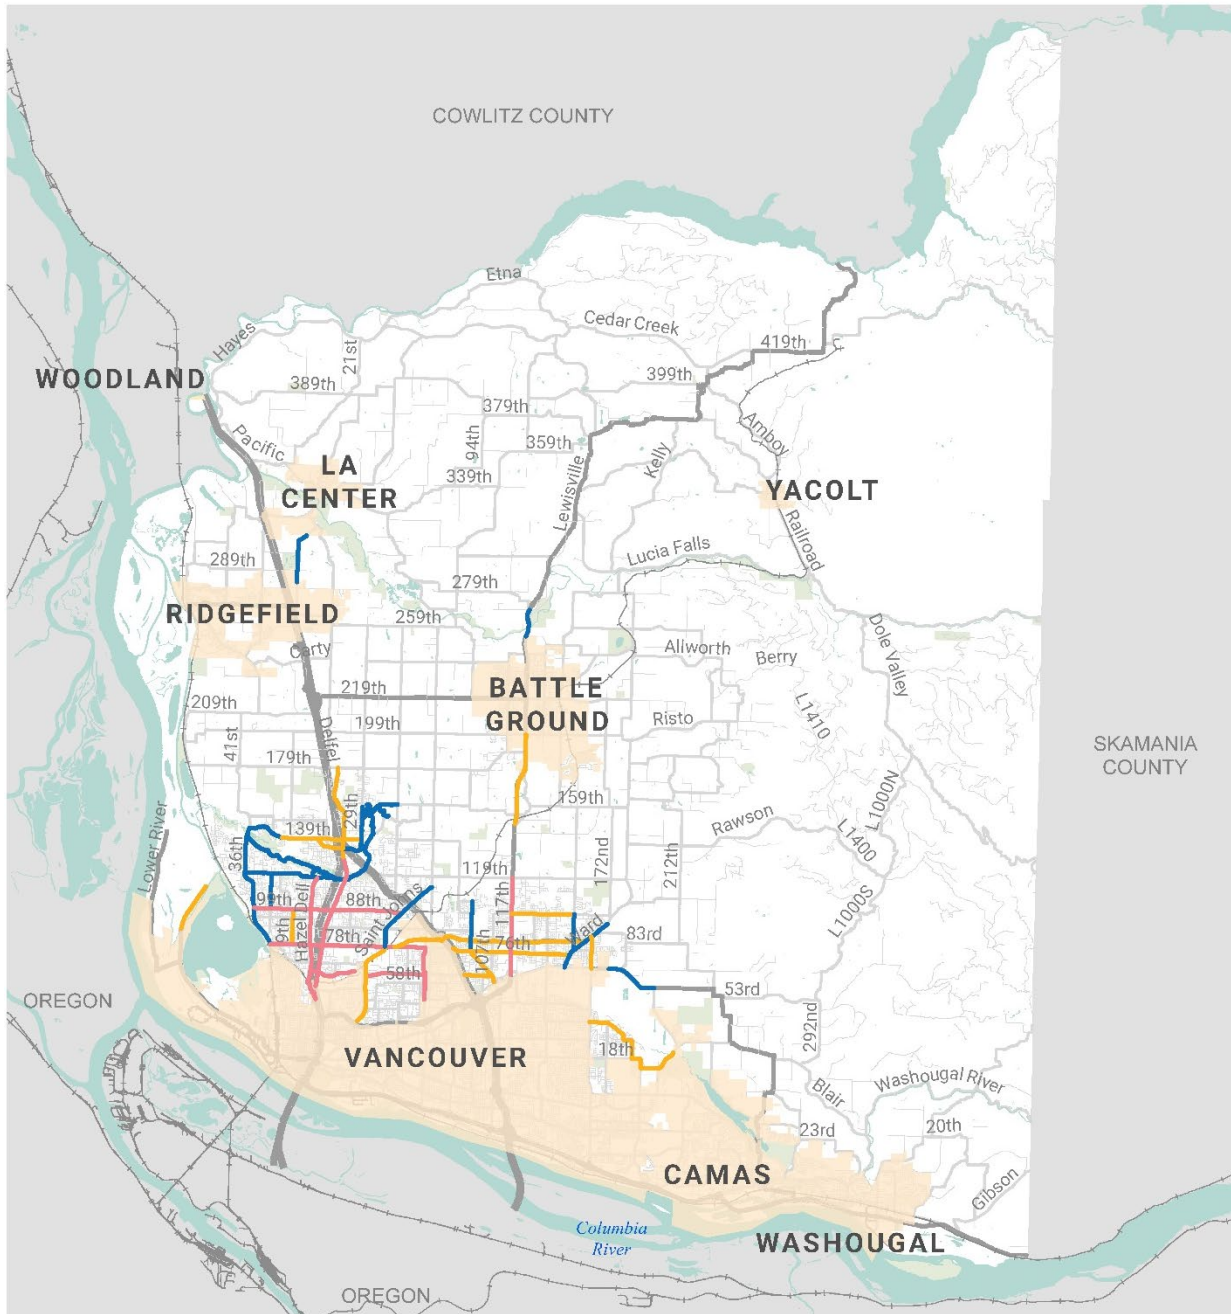 COWLITZ COUNTY
Etna
Cedar Creek
Hayes
21st
419th
WOODLAND
389th
399th
379th
Pacific
94th
359th
Amboy
LA
CENTER
339th
Kelly
YACOLT
Lewisville
Railroad
289th
Lucia Falls
279th
RIDGEFIELD
259th
Dole Valley
Carty
Allworth
Berry
219th
BATTLE
GROUND
209th
199th
Risto
L1410
Delfel
41st
179th
SKAMANIA
COUNTY
159th
L1000N
29th
Rawson
139th
L1400
36th
Lower River
119th
172nd
212th
99th
88th
117th
L1000S
Hazel Dell
Saint Johns
9th
78th
Ward
83rd
76th
107th
58th
53rd
OREGON
292nd
18th
VANCOUVER
Blair
Washougal River
23rd
20th
CAMAS
Gibson
Columbia
River
WASHOUGAL
OREGON